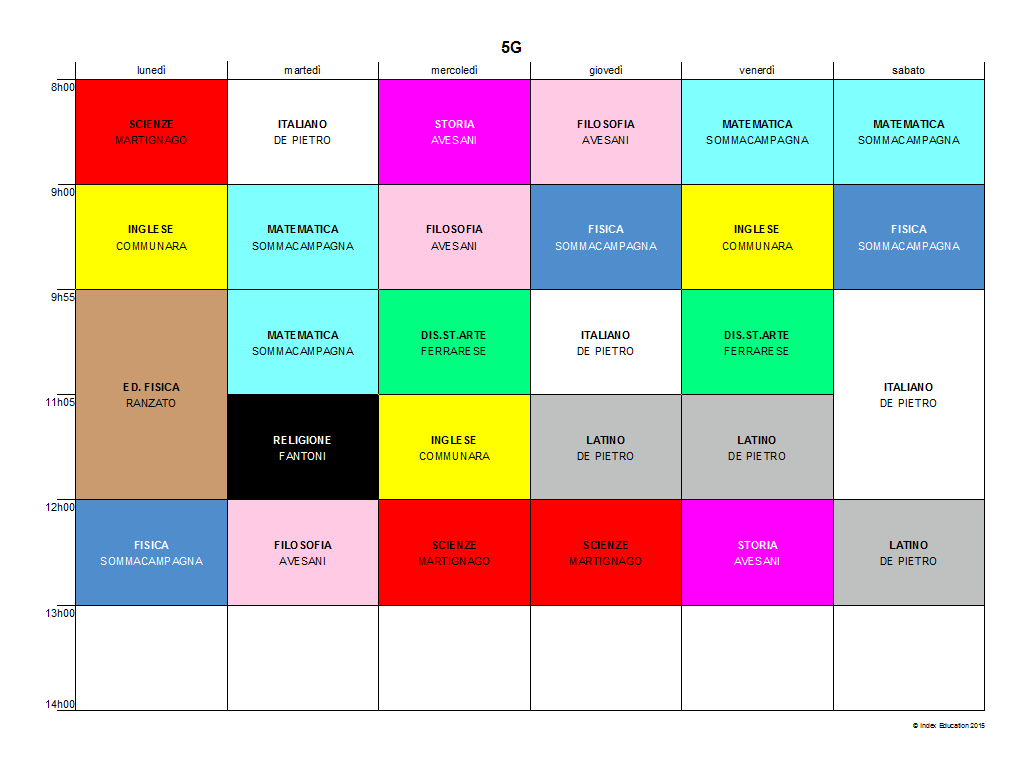 5G
lunedì martedì mercoledì giovedì venerdì sabato
8h00
SCIENZE ITALIANO STORIA FILOSOFIA MATEMATICA MATEMATICA
MARTIGNAGO DE PIETRO AVESANI AVESANI SOMMACAMPAGNA SOMMACAMPAGNA
9h00
INGLESE MATEMATICA FILOSOFIA FISICA INGLESE FISICA
COMMUNARA SOMMACAMPAGNA AVESANI SOMMACAMPAGNA COMMUNARA SOMMACAMPAGNA
9h55
MATEMATICA DIS.ST.ARTE ITALIANO DIS.ST.ARTE
SOMMACAMPAGNA FERRARESE DE PIETRO FERRARESE
ED. FISICA ITALIANO
RANZATO DE PIETRO
11h05
RELIGIONE INGLESE LATINO LATINO
FANTONI COMMUNARA DE PIETRO DE PIETRO
12h00
FISICA FILOSOFIA SCIENZE SCIENZE STORIA LATINO
SOMMACAMPAGNA AVESANI MARTIGNAGO MARTIGNAGO AVESANI DE PIETRO
13h00
14h00
© Index Education 2015